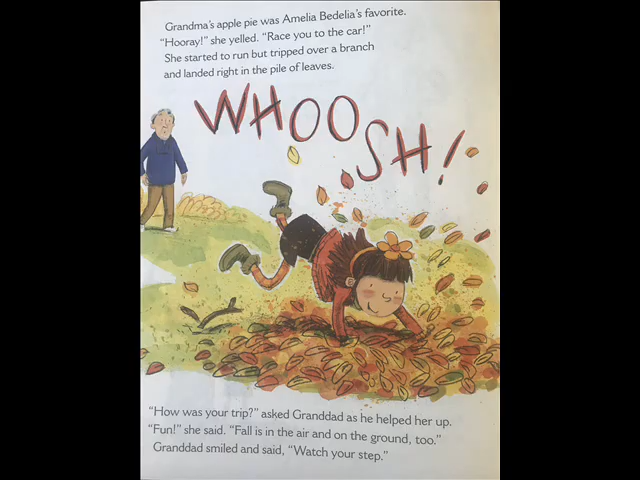 Grandma's apple pie was Amelia Bedelia's favorite.
"Hooray!" she yelled. "Race you to the car!"
She started to run but tripped over a branch
and landed right in the pile of leaves.
WHOOSH!
"How was your trip?" asked Granddad as he helped her up.
"Fun!" she said. "Fall is in the air and on the ground, too."
Granddad smiled and said, "Watch your step."